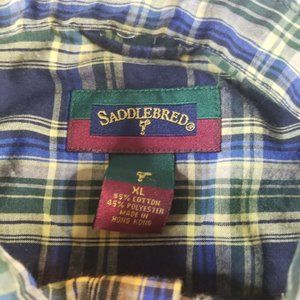 SADDLEBRED®
XL
55% COTTON
45% POLYESTER
MADE IN
HONG KONG